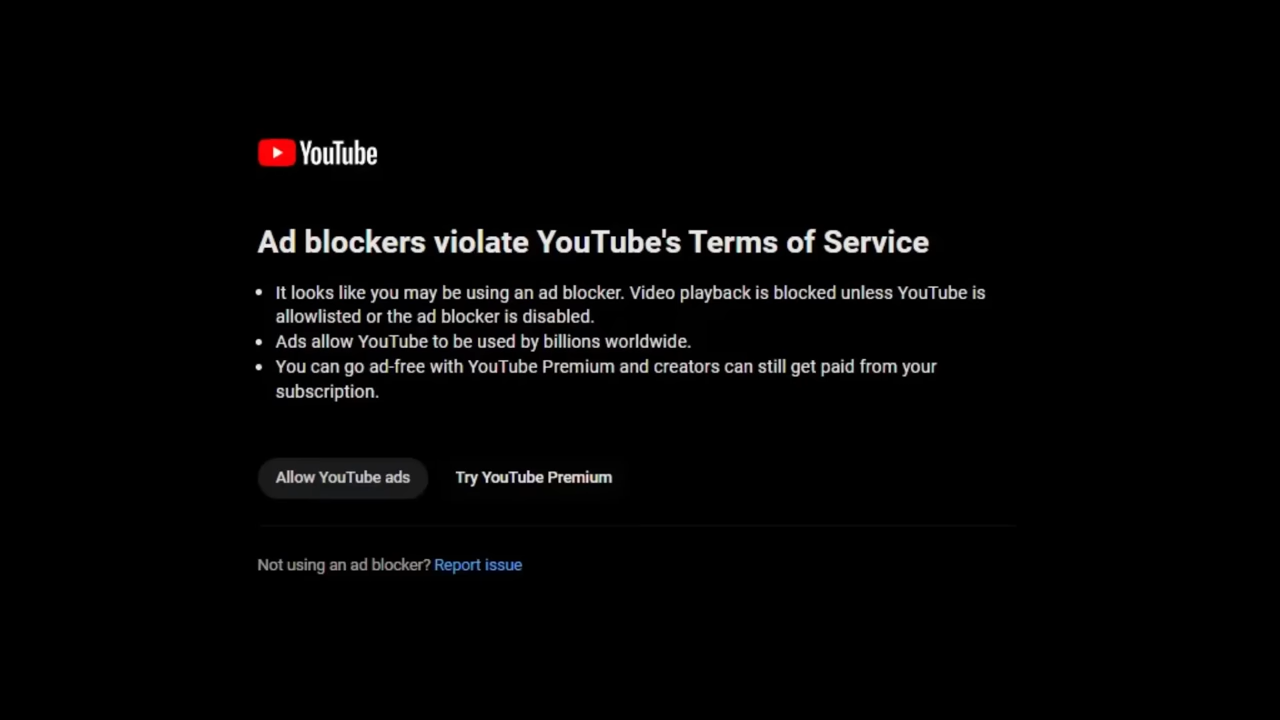 YouTube
Ad blockers violate YouTube's Terms of Service
• It looks like you may be using an ad blocker. Video playback is blocked unless YouTube is
allowlisted or the ad blocker is disabled.
• Ads allow YouTube to be used by billions worldwide.
• You can go ad-free with YouTube Premium and creators can still get paid from your
subscription.
Allow YouTube ads Try YouTube Premium
Not using an ad blocker? Report issue